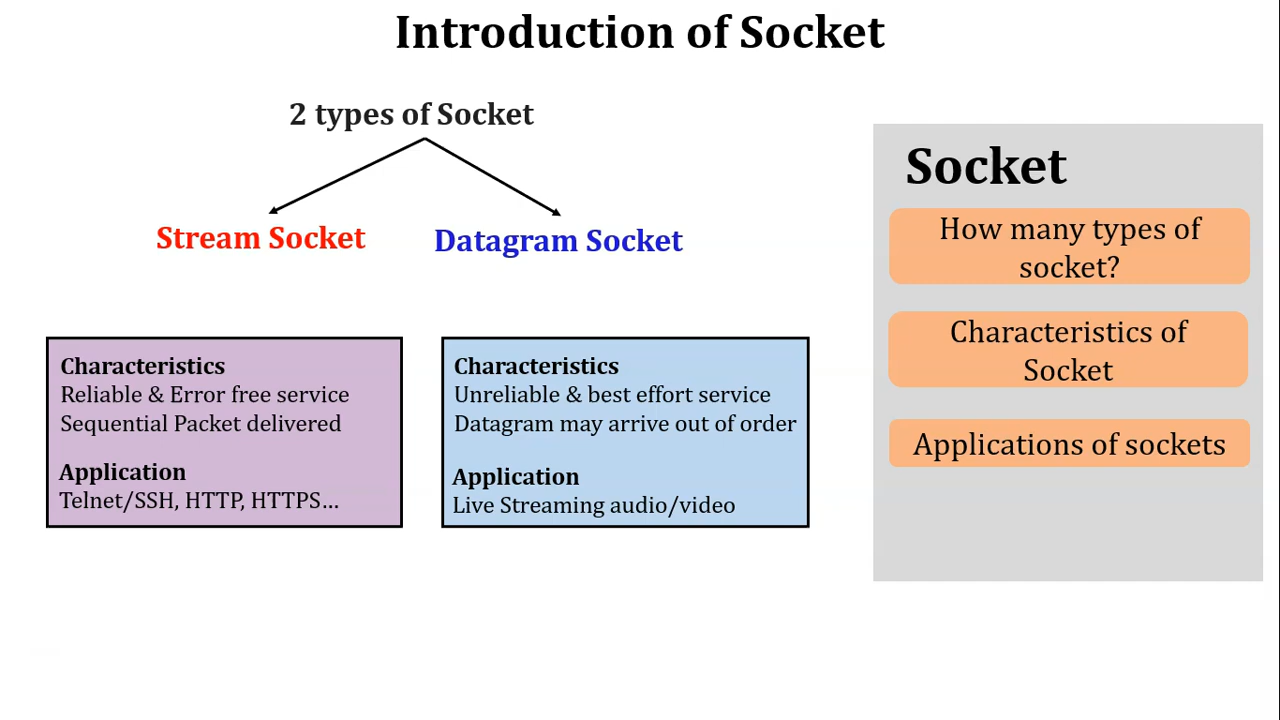 Introduction of Socket
2 types of Socket
Stream Socket
Datagram Socket
Characteristics
Reliable & Error free service
Sequential Packet delivered
Application
Telnet/SSH, HTTP, HTTPS...
Characteristics
Unreliable & best effort service
Datagram may arrive out of order
Application
Live Streaming audio/video
Socket
How many types of
socket?
Characteristics of
Socket
Applications of sockets